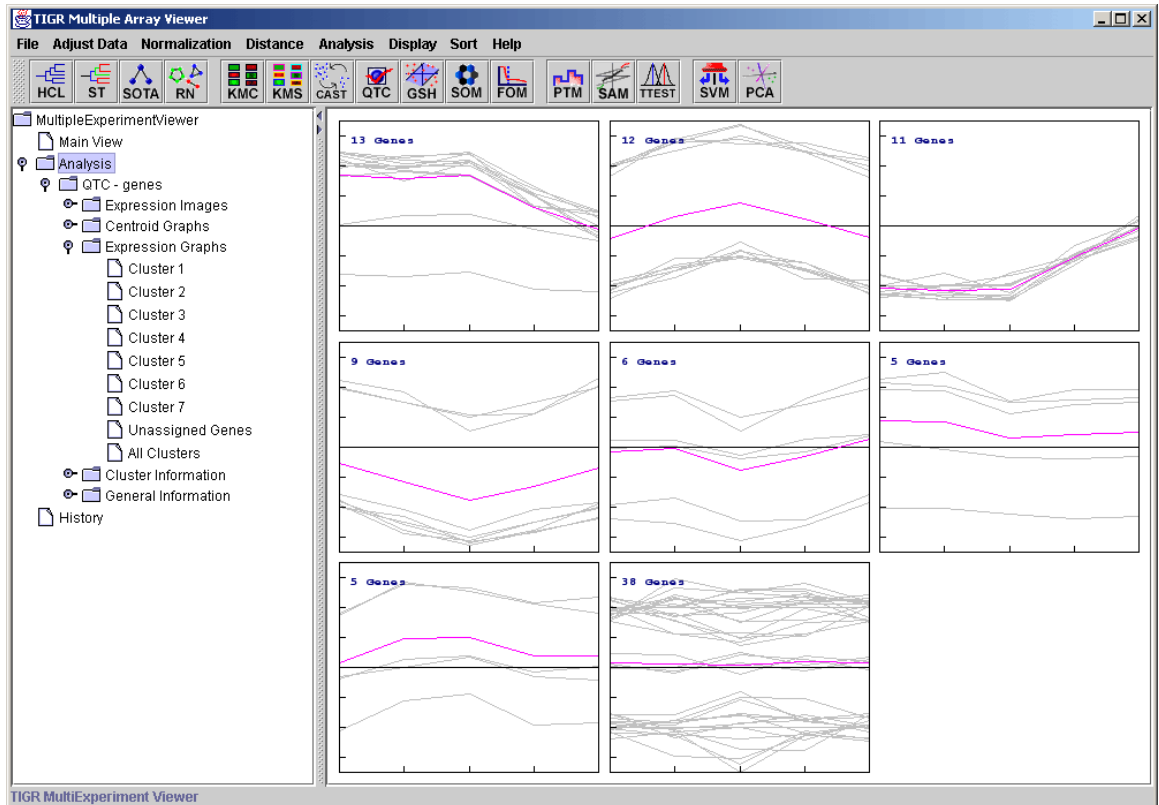 TIGR Multiple Array Viewer
File Adjust Data Normalization Distance Analysis Display Sort Help
HCL ST SOTA RN KMC KMS CAST QTC GSH SOM FOM PTM SAM TTEST SVM PCA
MultipleExperimentViewer
Main View
Analysis
QTC - genes
Expression Images
Centroid Graphs
Expression Graphs
Cluster 1
Cluster 2
Cluster 3
Cluster 4
Cluster 5
Cluster 6
Cluster 7
Unassigned Genes
All Clusters
Cluster Information
General Information
History
13 Genes
12 Genes
11 Genes
9 Genes
6 Genes
5 Genes
5 Genes
38 Genes
TIGR MultiExperiment Viewer